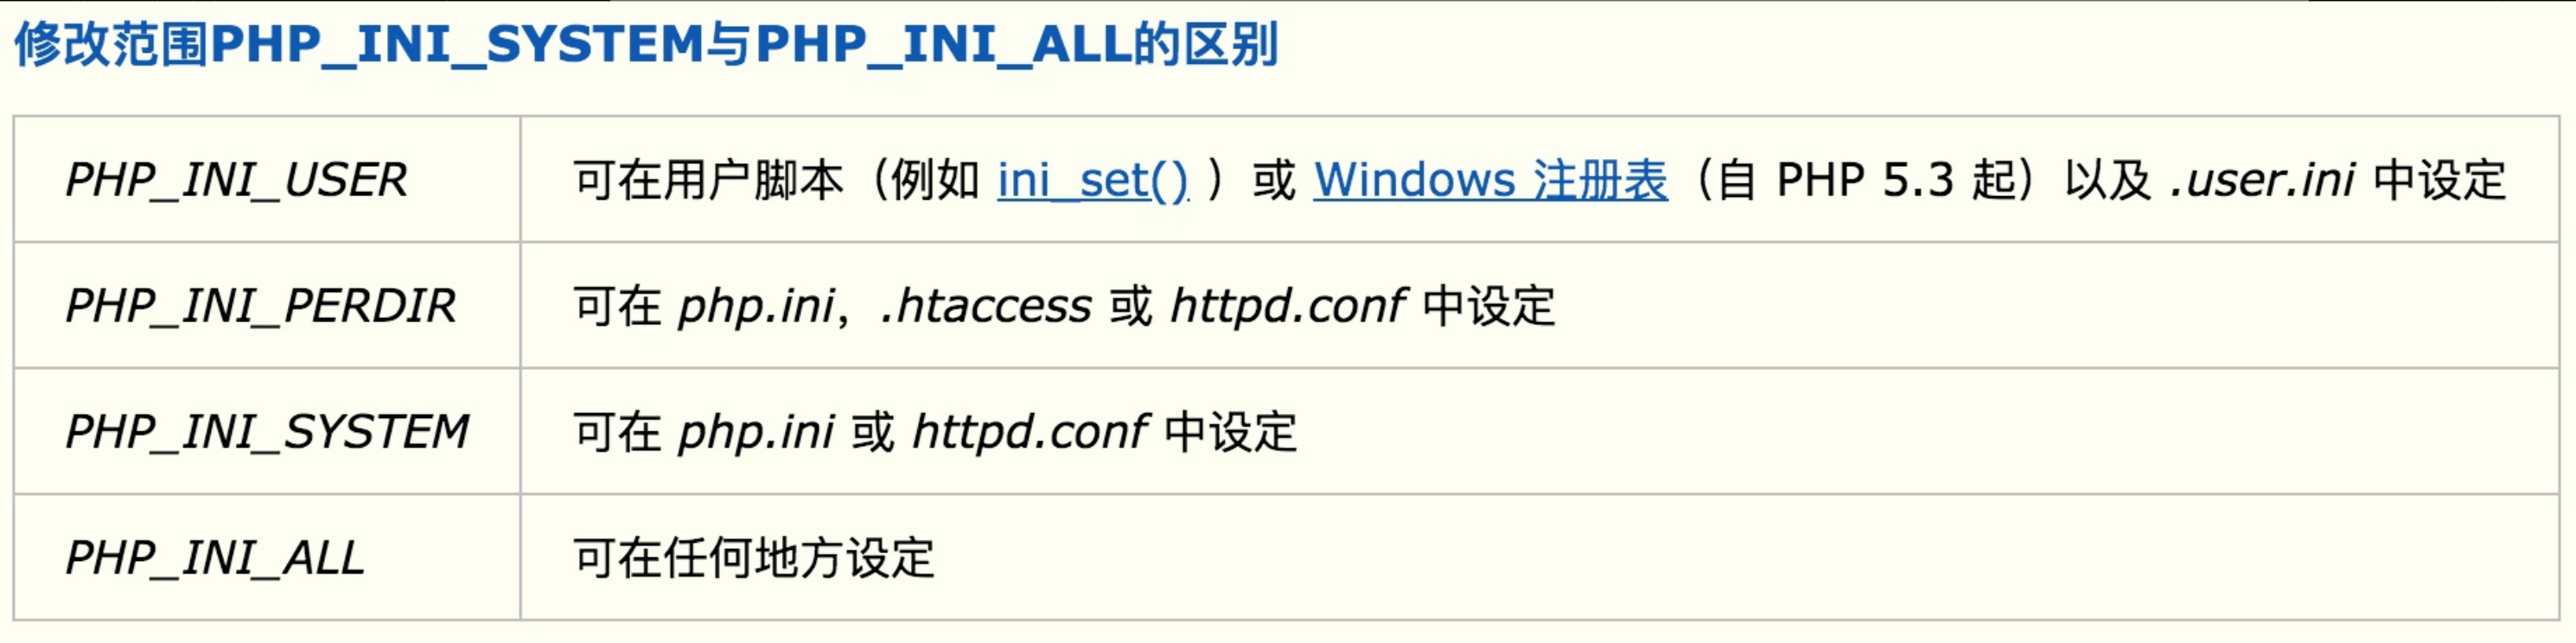 修改范围PHP_INI_SYSTEM与PHP_INI_ALL的区别
PHP_INI_USER 可在用户脚本（例如 ini_set() ）或 Windows 注册表（自 PHP 5.3 起）以及 .user.ini 中设定
PHP_INI_PERDIR 可在 php.ini，.htaccess 或 httpd.conf 中设定
PHP_INI_SYSTEM 可在 php.ini 或 httpd.conf 中设定
PHP_INI_ALL 可在任何地方设定